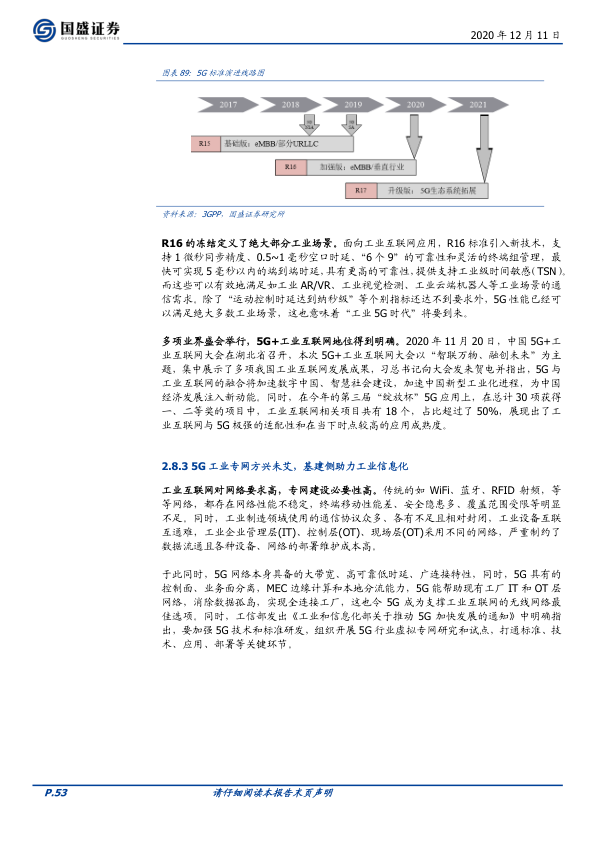 国盛证券
GUOSHENG SECURITIES
2020 年 12 月 11 日
图表 89：5G 标准演进线路图
2017 2018 2019 2020 2021
R15 基础版：eMBB/部分URLLC
R16 加强版：eMBB/垂直行业
R17 升级版：5G生态系统拓展
资料来源：3GPP，国盛证券研究所
R16 的冻结定义了绝大部分工业场景。面向工业互联网应用，R16 标准引入新技术，支
持 1 微秒同步精度、0.5~1 毫秒空口时延、“6 个 9”的可靠性和灵活的终端组管理，最
快可实现 5 毫秒以内的端到端时延，具有更高的可靠性，提供支持工业级时间敏感（TSN）。
而这些可以有效地满足如工业 AR/VR、工业视觉检测、工业云端机器人等工业场景的通
信需求。除了“运动控制时延达到纳秒级”等个别指标还达不到要求外，5G 性能已经可
以满足绝大多数工业场景，这也意味着“工业 5G 时代”将要到来。
多项业界盛会举行，5G+工业互联网地位得到明确。2020 年 11 月 20 日，中国 5G+工
业互联网大会在湖北省召开，本次 5G+工业互联网大会以“智联万物、融创未来”为主
题，集中展示了多项我国工业互联网发展成果，习总书记向大会发来贺电并指出，5G 与
工业互联网的融合将加速数字中国、智慧社会建设，加速中国新型工业化进程，为中国
经济发展注入新动能。同时，在今年的第三届“绽放杯”5G 应用上，在总计 30 项获得
一、二等奖的项目中，工业互联网相关项目共有 18 个，占比超过了 50%，展现出了工
业互联网与 5G 极强的适配性和在当下时点较高的应用成熟度。
2.8.3 5G 工业专网方兴未艾，基建侧助力工业信息化
工业互联网对网络要求高，专网建设必要性高。传统的如 WiFi、蓝牙、RFID 射频，等
等网络，都存在网络性能不稳定，终端移动性能差、安全隐患多、覆盖范围受限等明显
不足。同时，工业制造领域使用的通信协议众多、各有不足且相对封闭，工业设备互联
互通难，工业企业管理层(IT)、控制层(OT)、现场层(OT)采用不同的网络，严重制约了
数据流通且各种设备、网络的部署维护成本高。
于此同时，5G 网络本身具备的大带宽、高可靠低时延、广连接特性，同时，5G 具有的
控制面、业务面分离，MEC 边缘计算和本地分流能力，5G 能帮助现有工厂 IT 和 OT 层
网络，消除数据孤岛，实现全连接工厂，这也令 5G 成为支撑工业互联网的无线网络最
佳选项。同时，工信部发出《工业和信息化部关于推动 5G 加快发展的通知》中明确指
出，要加强 5G 技术和标准研发，组织开展 5G 行业虚拟专网研究和试点，打通标准、技
术、应用、部署等关键环节。
P.53 请仔细阅读本报告末页声明